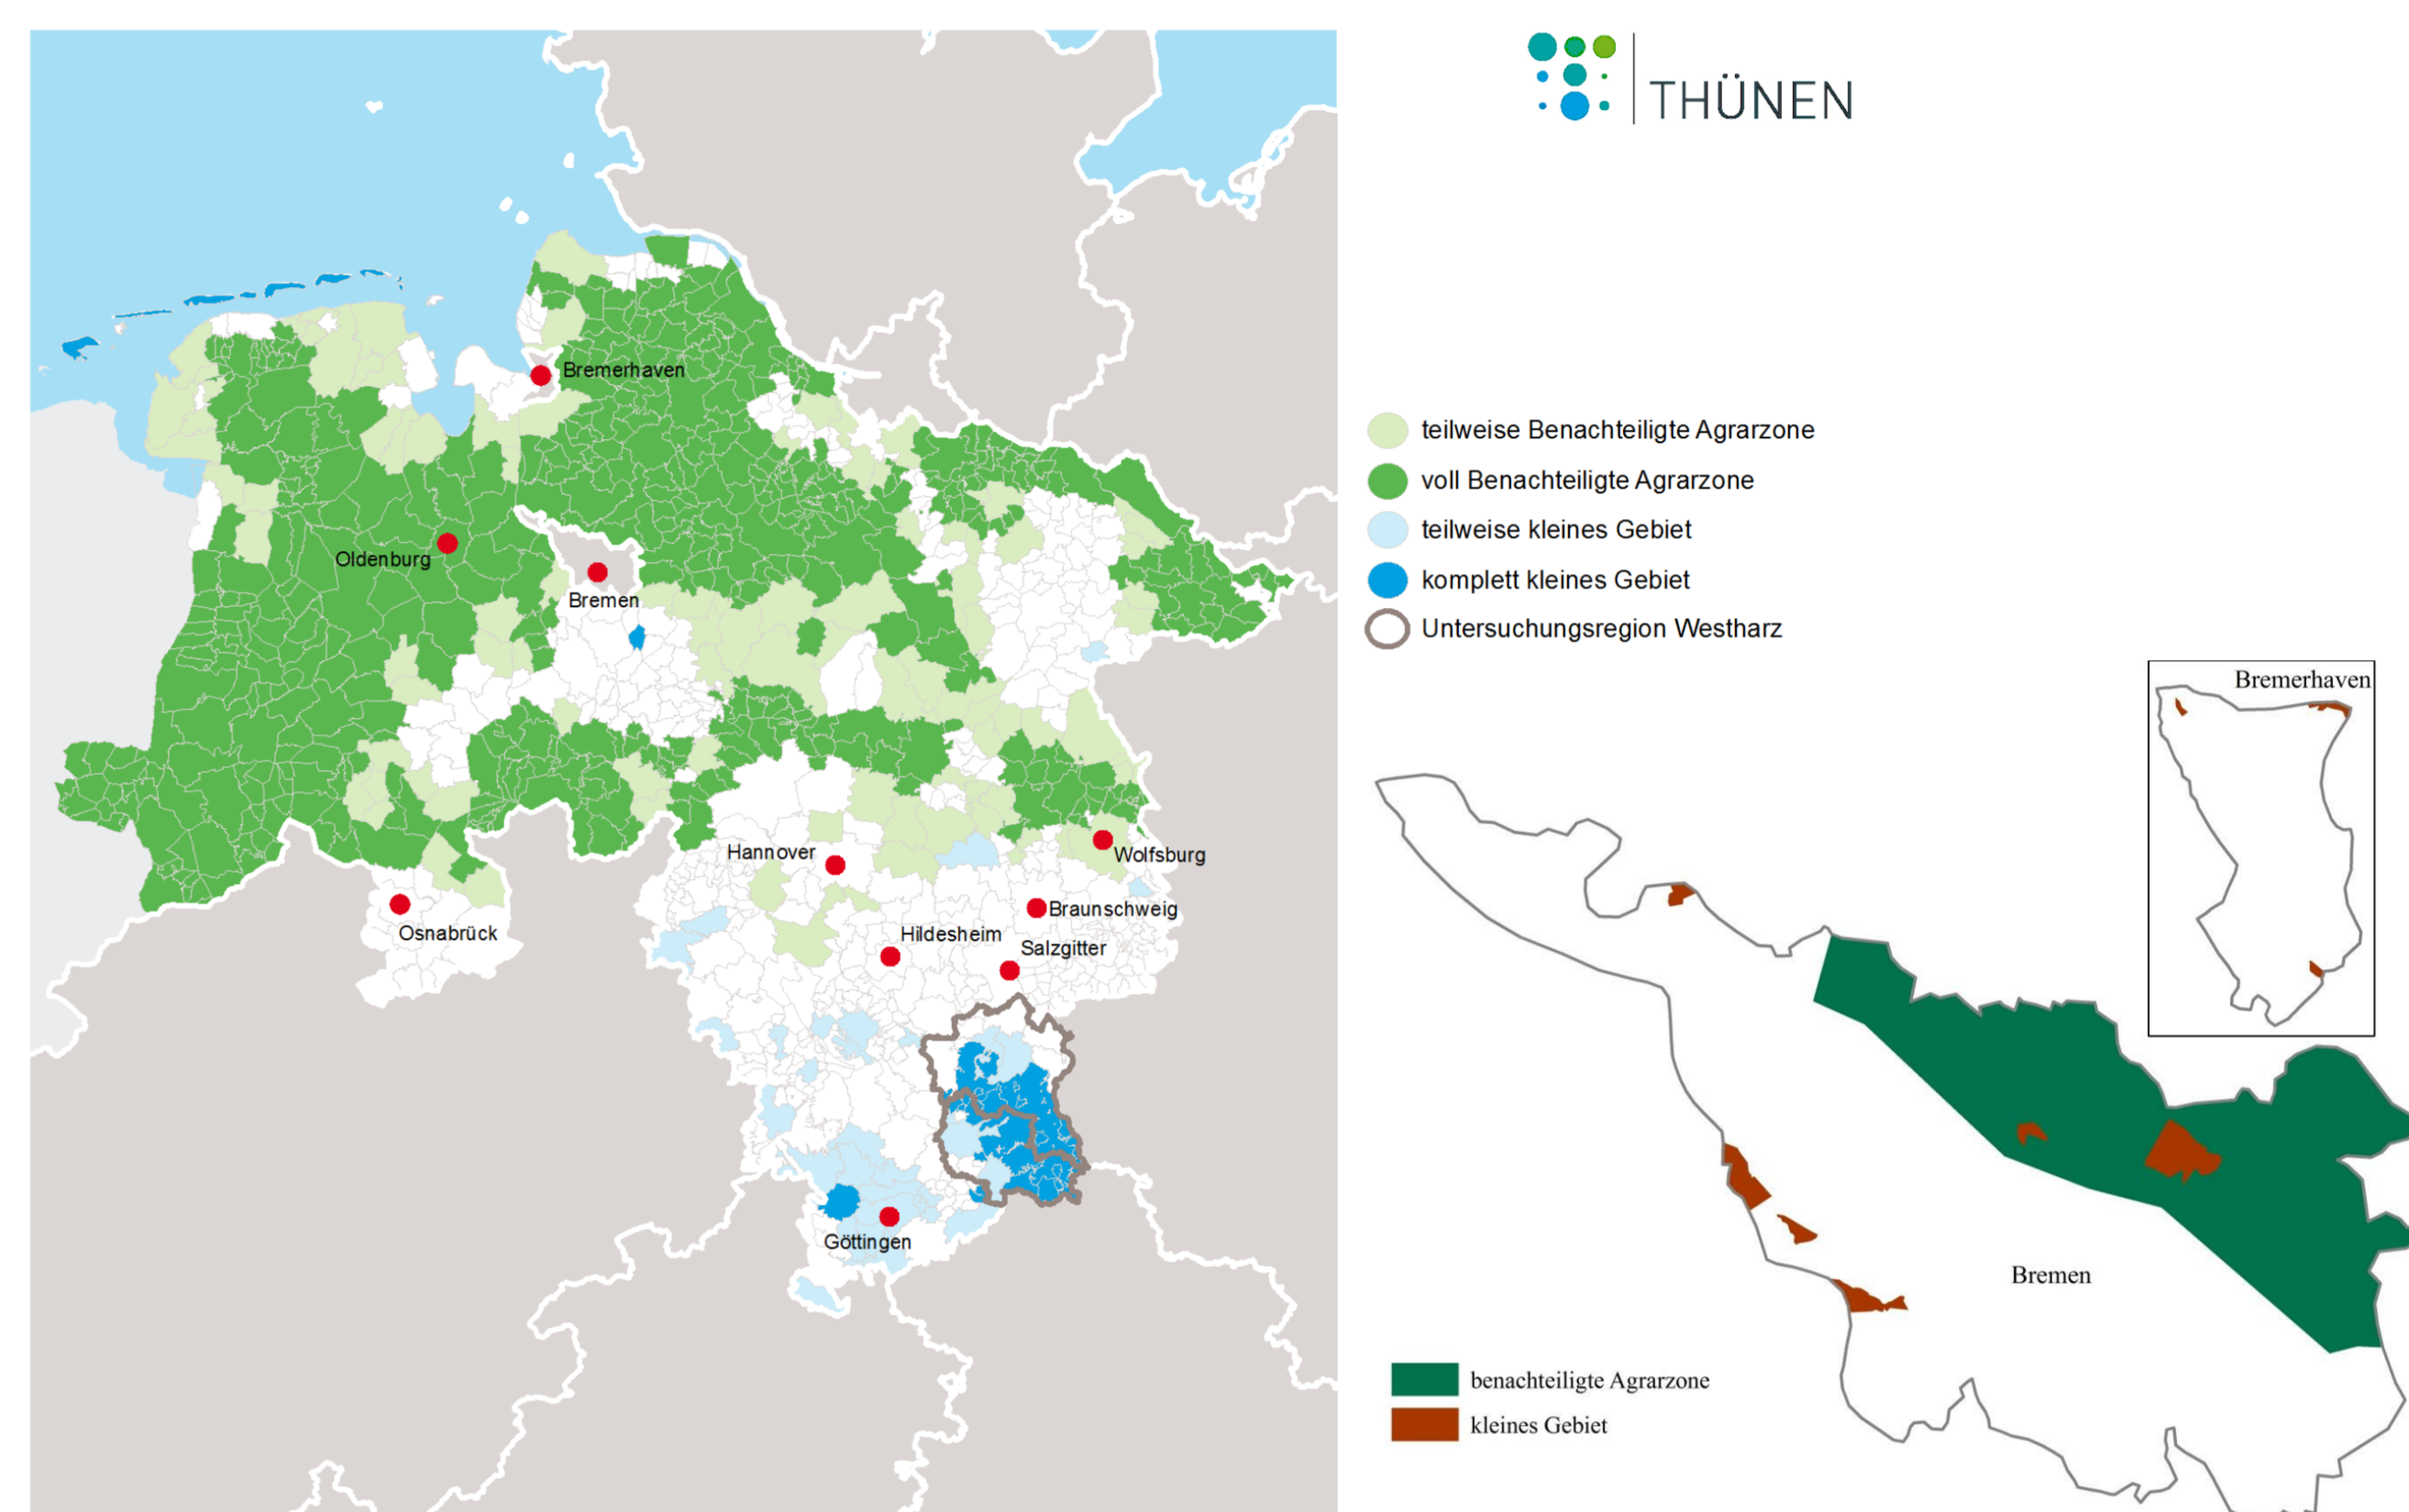 THÜNEN
Bremerhaven
Oldenburg
Bremen
Hannover
Wolfsburg
Osnabrück
Braunschweig
Hildesheim
Salzgitter
Göttingen
teilweise Benachteiligte Agrarzone
voll Benachteiligte Agrarzone
teilweise kleines Gebiet
komplett kleines Gebiet
Untersuchungsregion Westharz
Bremerhaven
Bremen
benachteiligte Agrarzone
kleines Gebiet